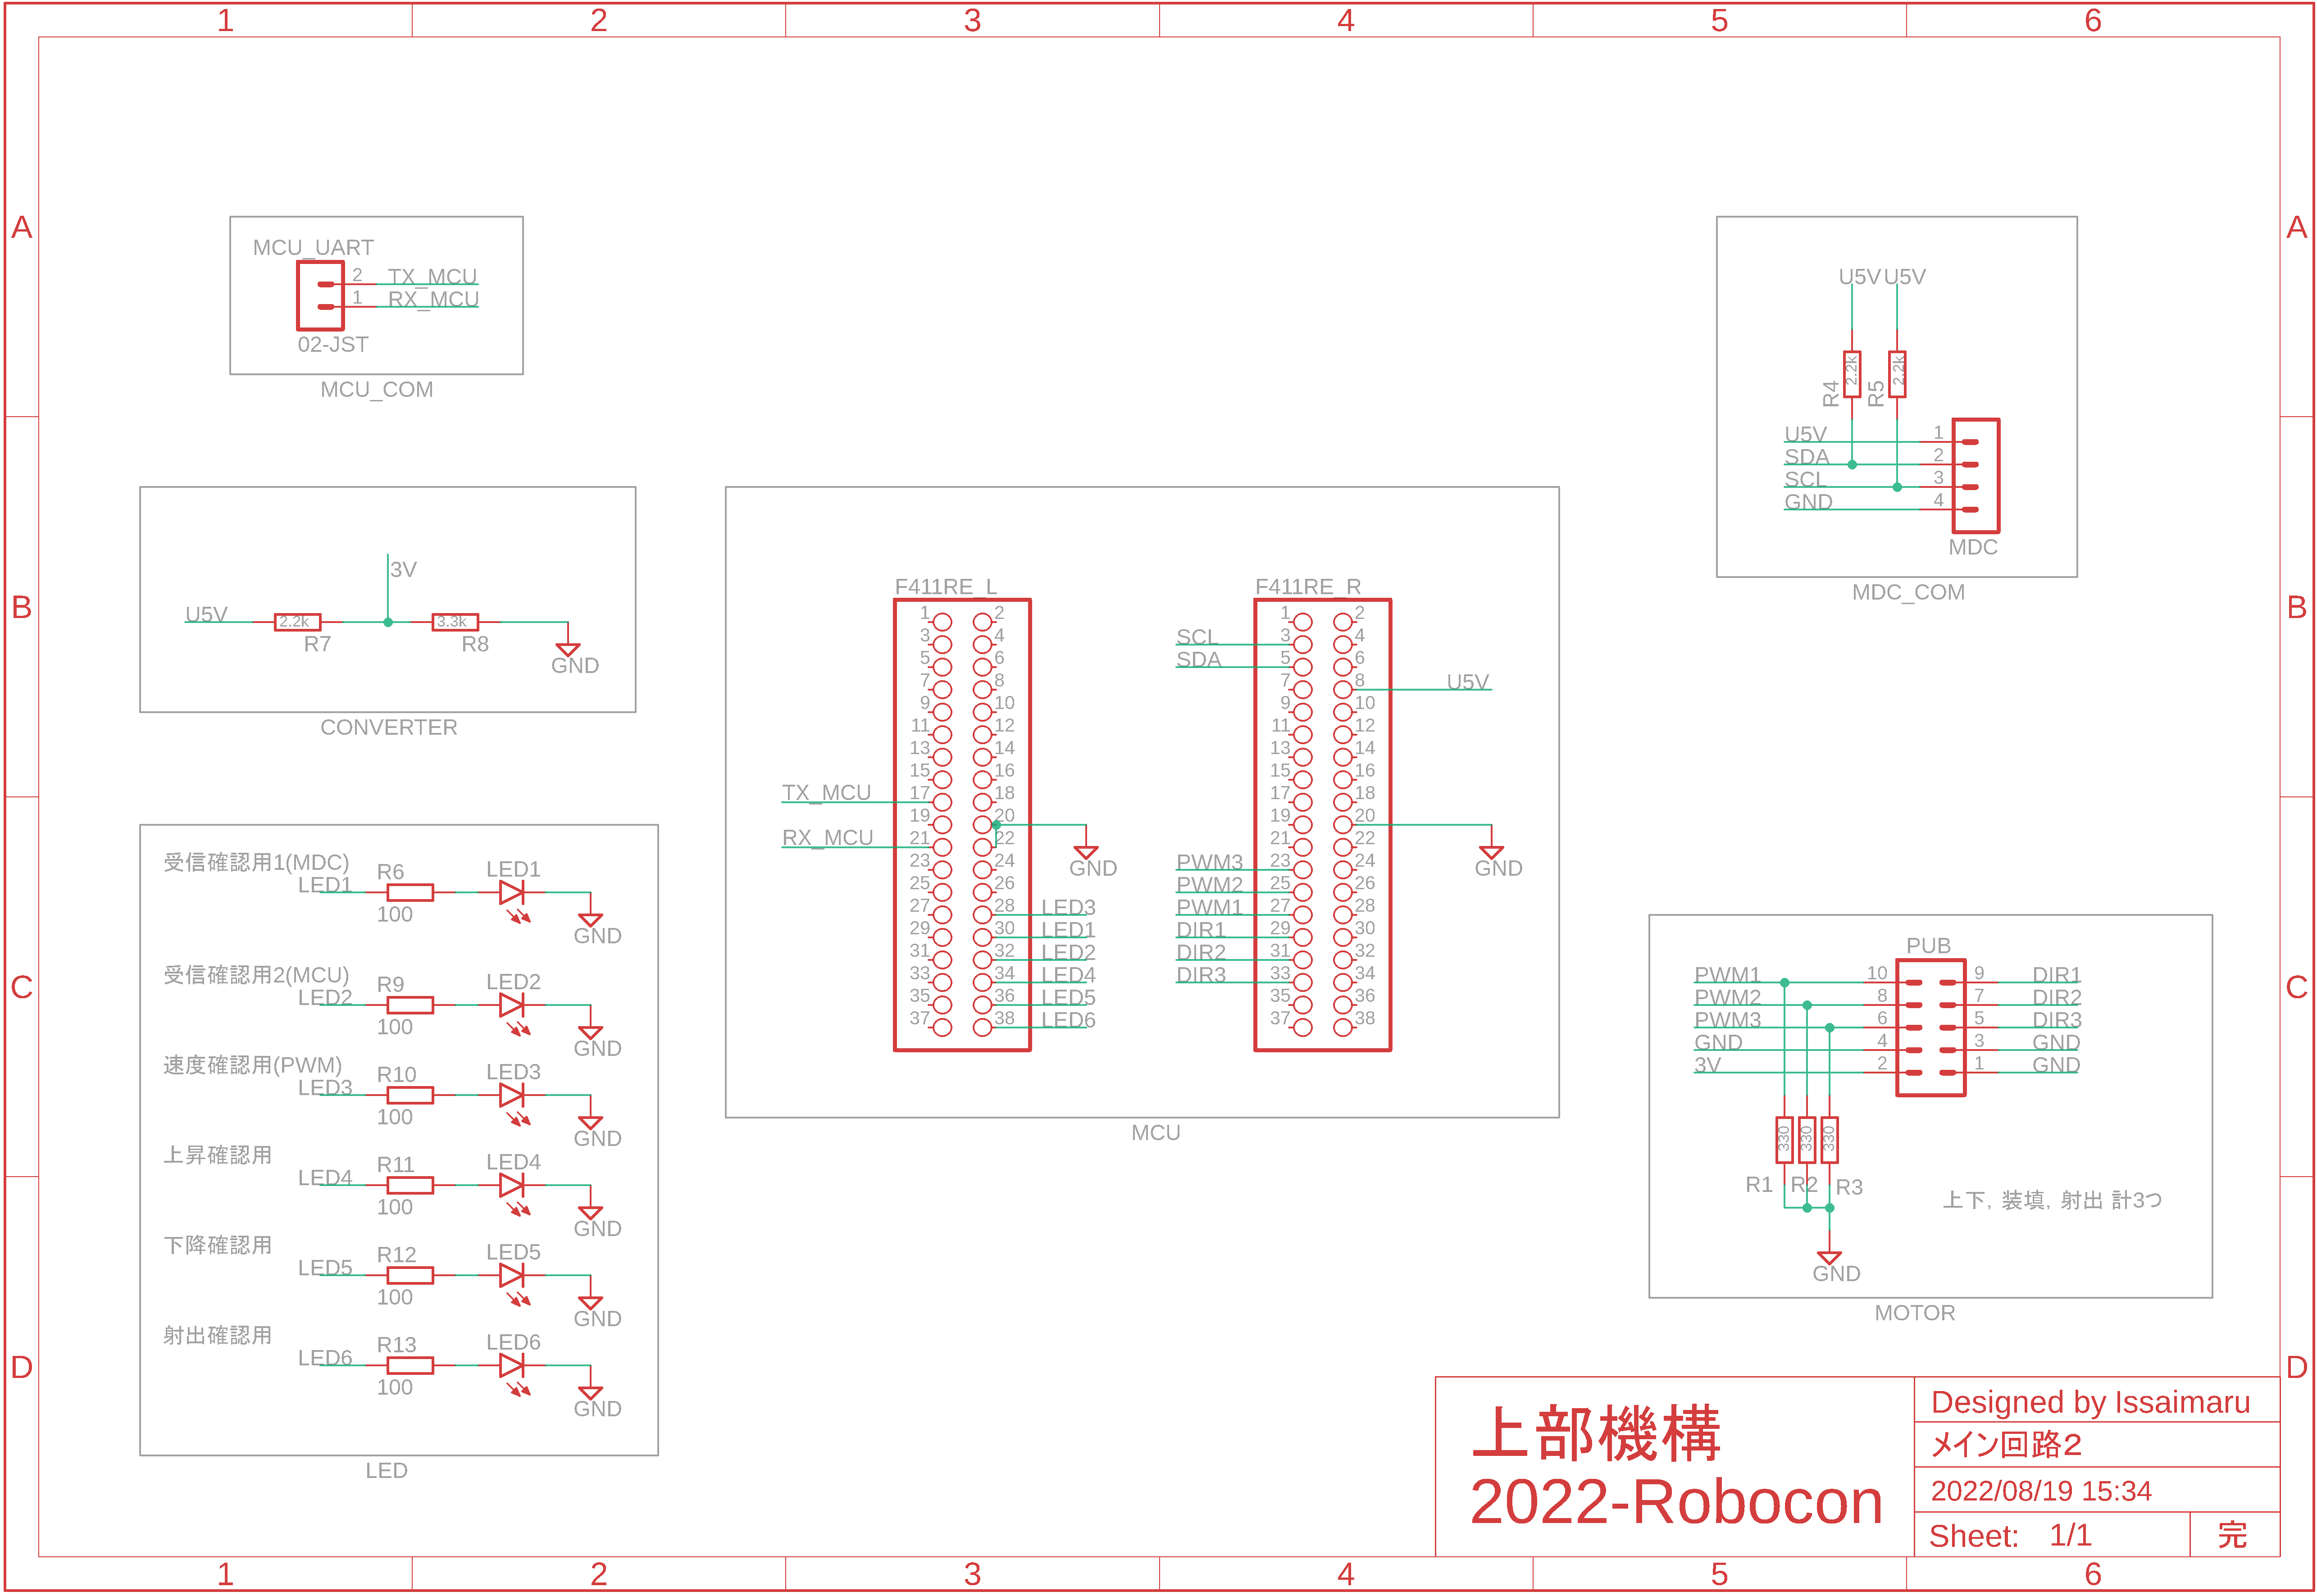 1 2 3 4 5 6
A A
MCU_UART
2 TX_MCU
1 RX_MCU
02-JST
MCU_COM
U5V U5V
2.2k 2.2k
R4 R5
U5V 1
SDA 2
SCL 3
GND 4
MDC
MDC_COM
B B
3V
U5V 2.2k 3.3k
R7 R8
GND
CONVERTER
F411RE_L
1 2
3 4
5 6
7 8
9 10
11 12
13 14
15 16
TX_MCU 17 18
19 20
RX_MCU 21 22
GND
23 24
25 26
27 28 LED3
29 30 LED1
31 32 LED2
33 34 LED4
35 36 LED5
37 38 LED6
F411RE_R
1 2
SCL 3 4
SDA 5 6
7 8 U5V
9 10
11 12
13 14
15 16
17 18
19 20
21 22
GND
PWM3 23 24
PWM2 25 26
PWM1 27 28
DIR1 29 30
DIR2 31 32
DIR3 33 34
35 36
37 38
MCU
C C
受信確認用1(MDC)
LED1 R6 LED1
100
GND
受信確認用2(MCU)
LED2 R9 LED2
100
GND
速度確認用(PWM)
LED3 R10 LED3
100
GND
上昇確認用
LED4 R11 LED4
100
GND
下降確認用
LED5 R12 LED5
100
GND
射出確認用
LED6 R13 LED6
100
GND
LED
PUB
PWM1 10 9 DIR1
PWM2 8 7 DIR2
PWM3 6 5 DIR3
GND 4 3 GND
3V 2 1 GND
330 330 330
R1 R2 R3
上下, 装填, 射出 計3つ
GND
MOTOR
D D
上部機構
2022-Robocon
Designed by Issaimaru
メイン回路2
2022/08/19 15:34
Sheet: 1/1 完
1 2 3 4 5 6